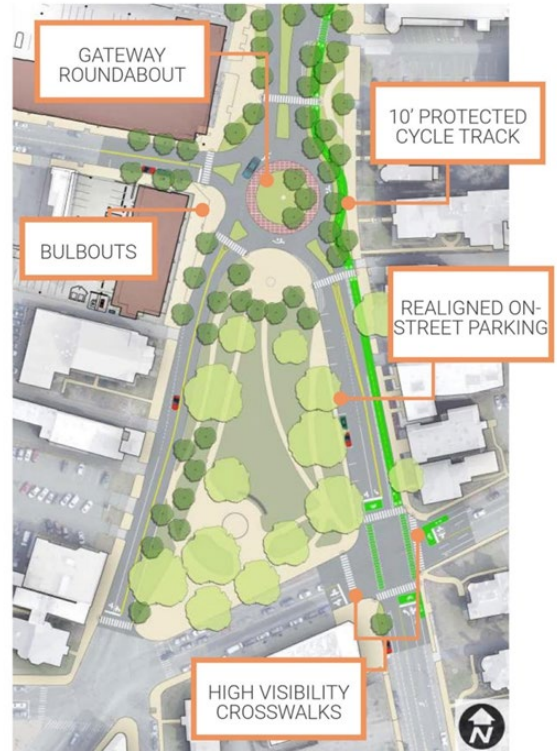 GATEWAY
ROUNDABOUT
10' PROTECTED
CYCLE TRACK
BULBOUTS
REALIGNED ON-
STREET PARKING
HIGH VISIBILITY
CROSSWALKS
N